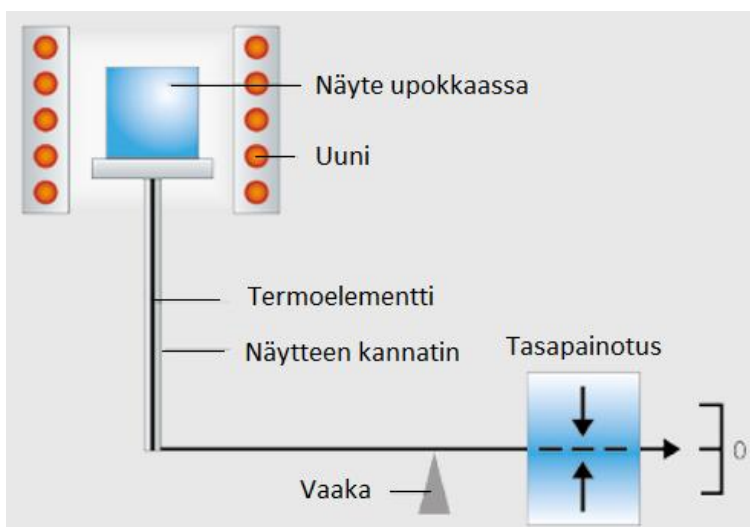 Näyte upokkaassa
Uuni
Termoelementti
Näytteen kannatin
Tasapainotus
0
Vaaka